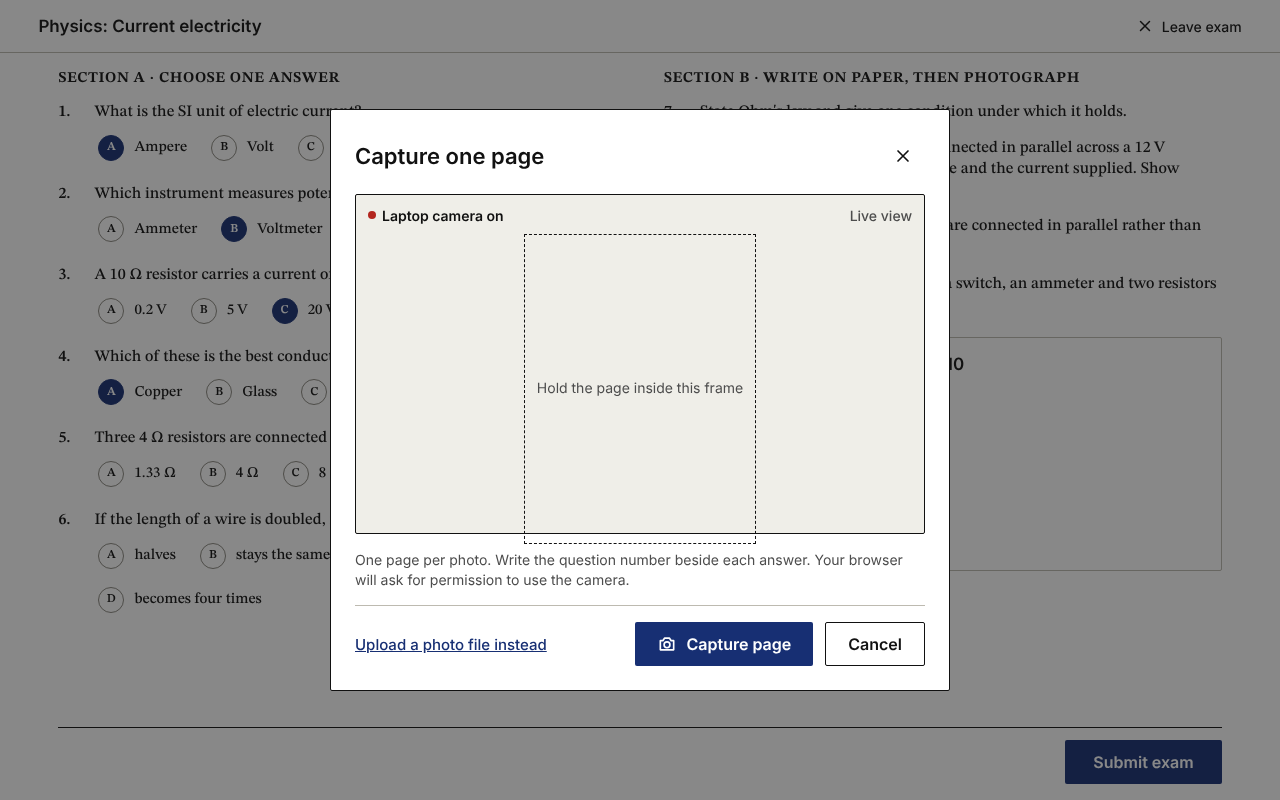 Physics: Current electricity
Leave exam
SECTION A · CHOOSE ONE ANSWER
1. What is the SI unit of electric current?
A Ampere B Volt C
2. Which instrument measures
A Ammeter B Voltmeter
3. A 10 Ω resistor carries a current
A 0.2 V B 5 V C 20 V
4. Which of these is the best
A Copper B Glass C
5. Three 4 Ω resistors are connected
A 1.33 Ω B 4 Ω C 8
6. If the length of a wire is doubled,
A halves B stays the same
D becomes four times
SECTION B · WRITE ON PAPER, THEN PHOTOGRAPH
7. State Ohm's law and give one condition under which it holds.
in parallel across a 12 V
and the current supplied. Show
are connected in parallel rather than
switch, an ammeter and two resistors
10
Capture one page
Laptop camera on
Live view
Hold the page inside this frame
One page per photo. Write the question number beside each answer. Your browser
will ask for permission to use the camera.
Upload a photo file instead
Capture page
Cancel
Submit exam